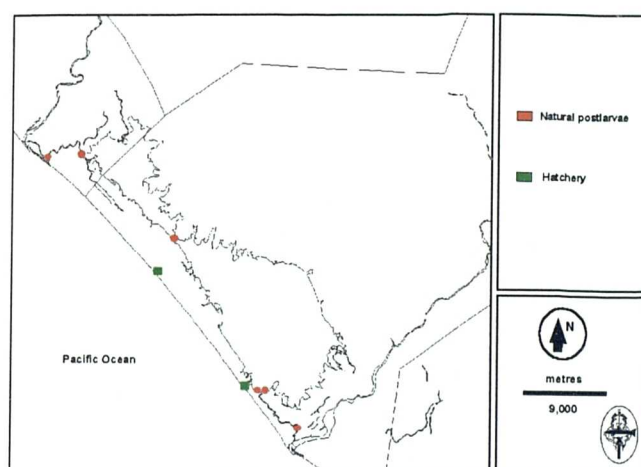 Natural postlarvae
Hatchery
Pacific Ocean
N
metres
9,000